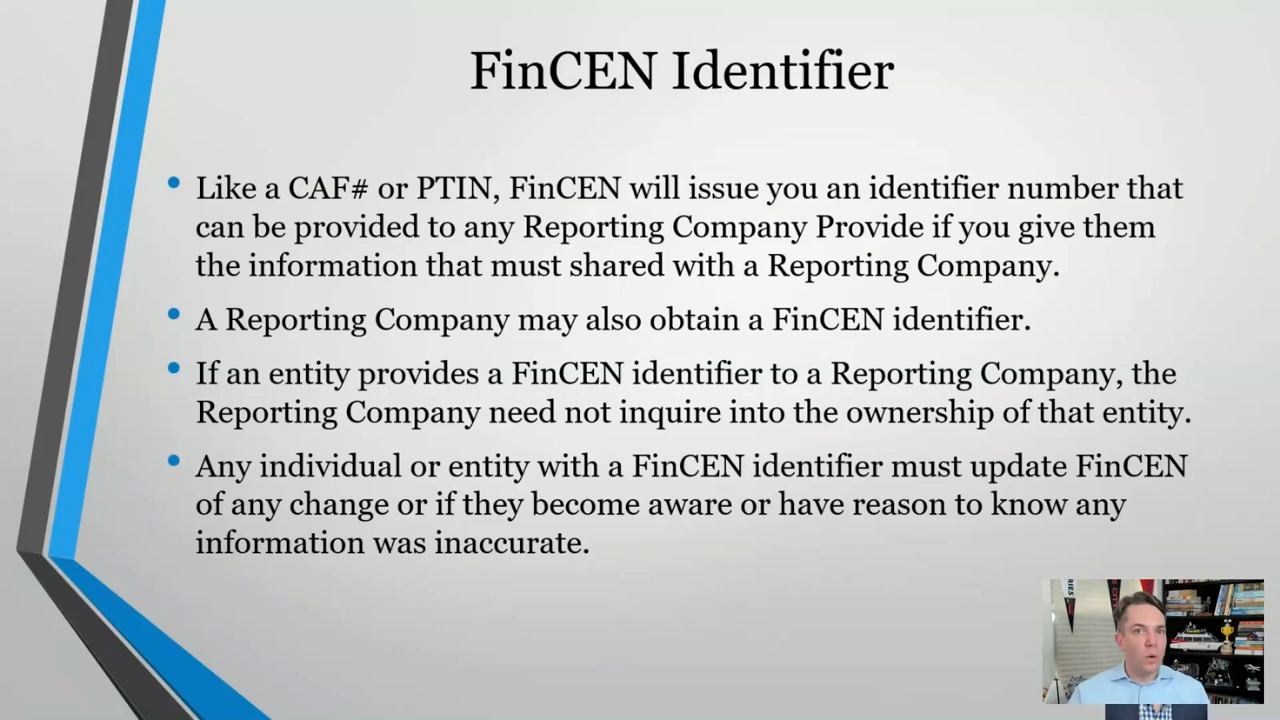 FinCEN Identifier
• Like a CAF# or PTIN, FinCEN will issue you an identifier number that
can be provided to any Reporting Company Provide if you give them
the information that must shared with a Reporting Company.
• A Reporting Company may also obtain a FinCEN identifier.
• If an entity provides a FinCEN identifier to a Reporting Company, the
Reporting Company need not inquire into the ownership of that entity.
• Any individual or entity with a FinCEN identifier must update FinCEN
of any change or if they become aware or have reason to know any
information was inaccurate.